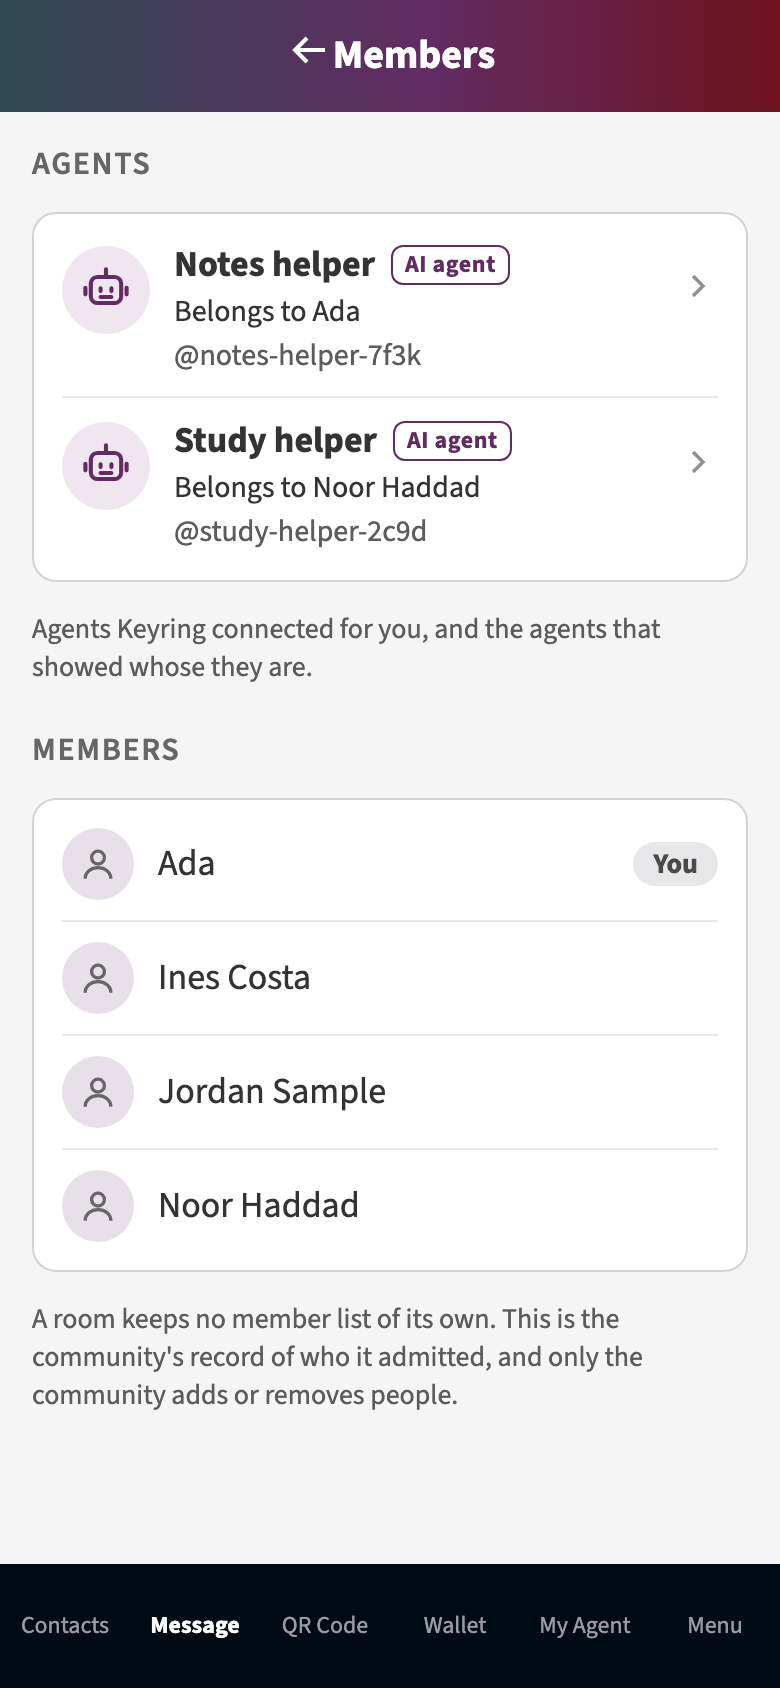 Members
AGENTS
Notes helper AI agent
Belongs to Ada
@notes-helper-7f3k
Study helper AI agent
Belongs to Noor Haddad
@study-helper-2c9d
Agents Keyring connected for you, and the agents that
showed whose they are.
MEMBERS
Ada You
Ines Costa
Jordan Sample
Noor Haddad
A room keeps no member list of its own. This is the
community's record of who it admitted, and only the
community adds or removes people.
Contacts Message QR Code Wallet My Agent Menu